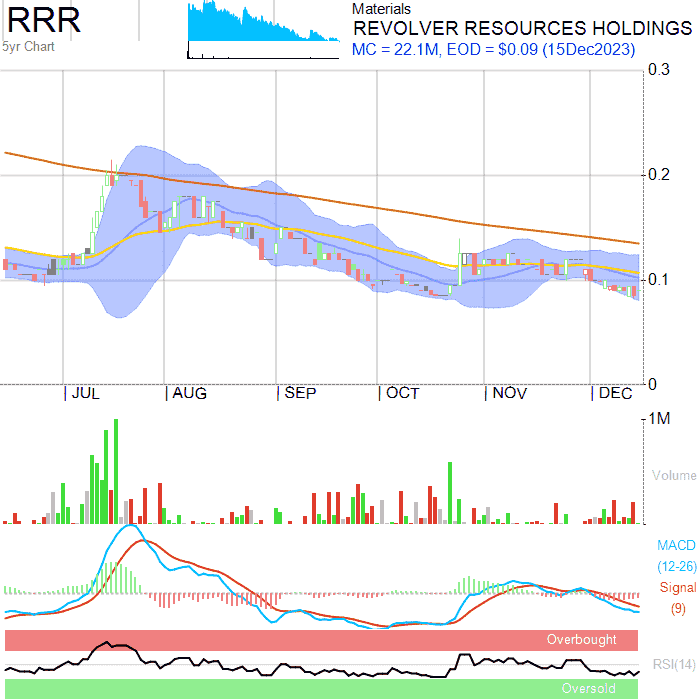 RRR
5yr Chart
Materials
REVOLVER RESOURCES HOLDINGS
MC = 22.1M, EOD = $0.09 (15Dec2023)
0.3
0.2
0.1
0
JUL AUG SEP OCT NOV DEC
1M
Volume
MACD
(12-26)
Signal
(9)
Overbought
RSI(14)
Oversold